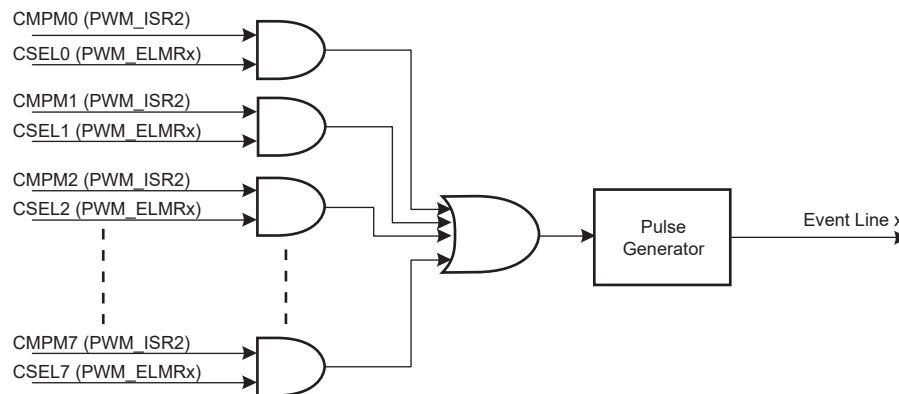 CMPM0 (PWM_ISR2)
CSEL0 (PWM_ELMRx)
CMPM1 (PWM_ISR2)
CSEL1 (PWM_ELMRx)
CMPM2 (PWM_ISR2)
CSEL2 (PWM_ELMRx)
CMPM7 (PWM_ISR2)
CSEL7 (PWM_ELMRx)
Pulse
Generator
Event Line x